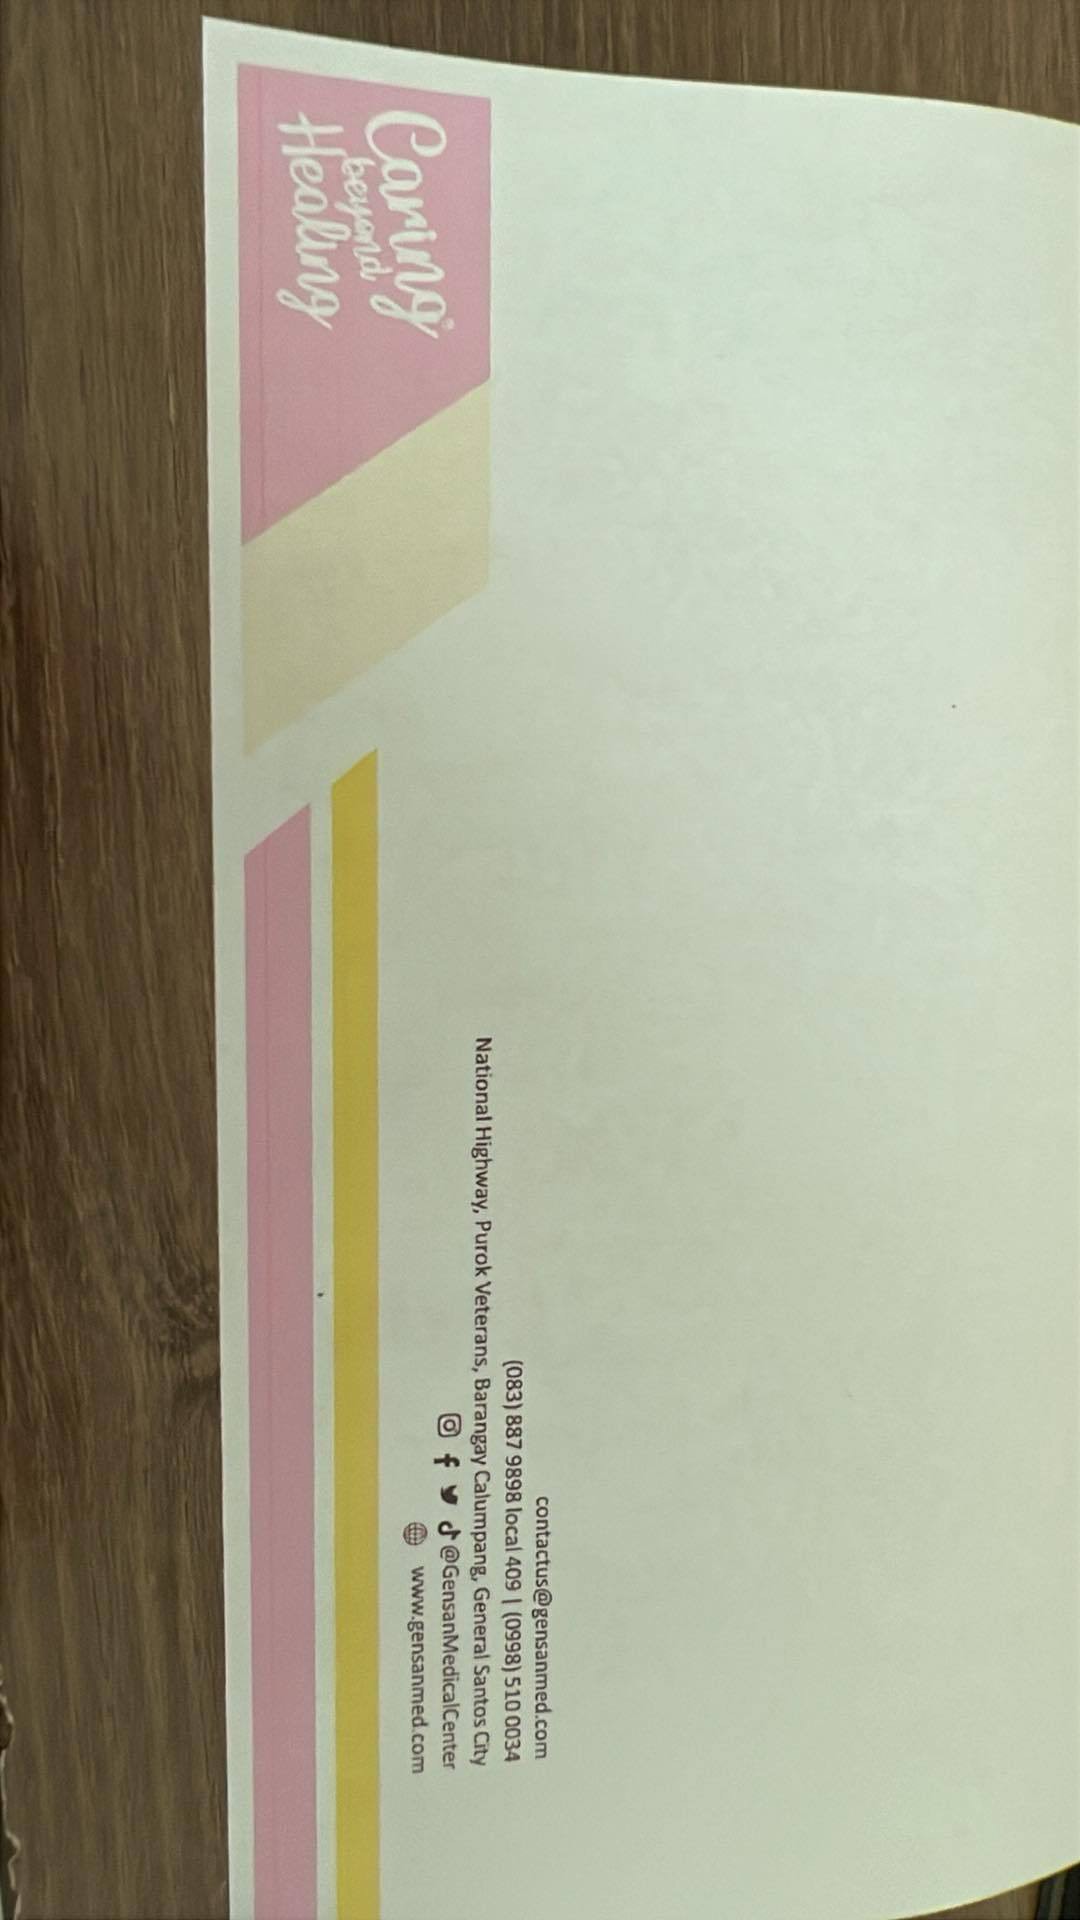 Caring®
beyond
Healing
contactus@gensanmed.com
(083) 887 9898 local 409 | (0998) 510 0034
National Highway, Purok Veterans, Barangay Calumpang, General Santos City
@GensanMedicalCenter
www.gensanmed.com